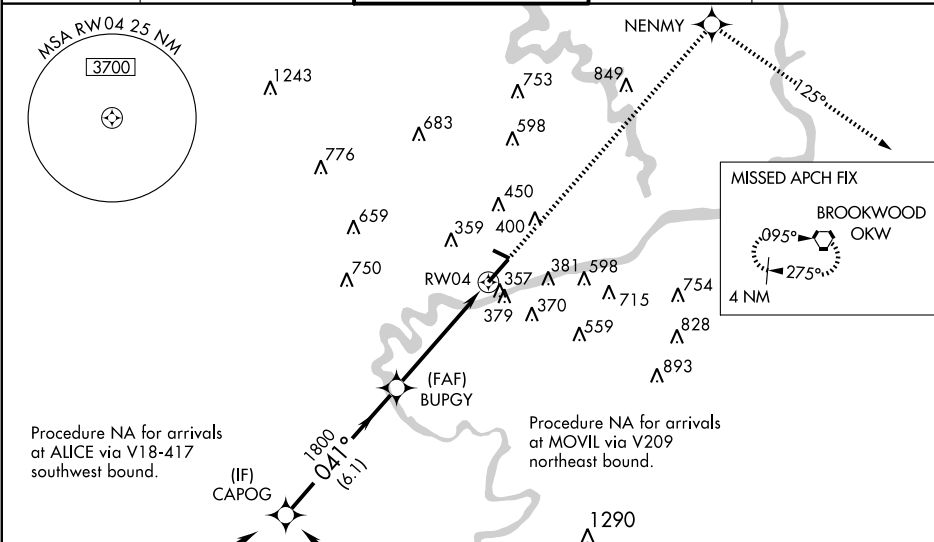 MSA RW04 25 NM
3700
NENMY
1243
753
849
125°
683
598
776
MISSED APCH FIX
BROOKWOOD
OKW
095°
275°
4 NM
450
659
359
400
750
RW04
357
381
598
379
370
715
754
559
828
893
(FAF)
BUPGY
Procedure NA for arrivals
at ALICE via V18-417
southwest bound.
Procedure NA for arrivals
at MOVIL via V209
northeast bound.
1800
041°
(6.1)
(IF)
CAPOG
1290